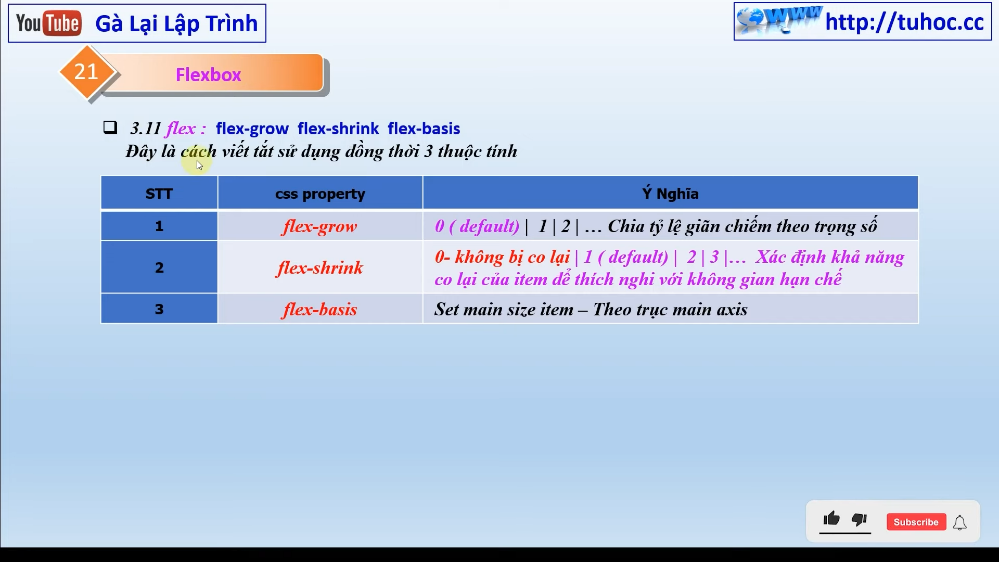 YouTube Gà Lại Lập Trình
www http://tuhoc.cc
21 Flexbox
3.11 flex : flex-grow flex-shrink flex-basis
Đây là cách viết tắt sử dụng đồng thời 3 thuộc tính
STT css property Ý Nghĩa
1 flex-grow 0 ( default) | 1 | 2 | … Chia tỷ lệ giãn chiếm theo trọng số
2 flex-shrink 0- không bị co lại | 1 ( default) | 2 | 3 |… Xác định khả năng
co lại của item để thích nghi với không gian hạn chế
3 flex-basis Set main size item – Theo trục main axis
Subscribe